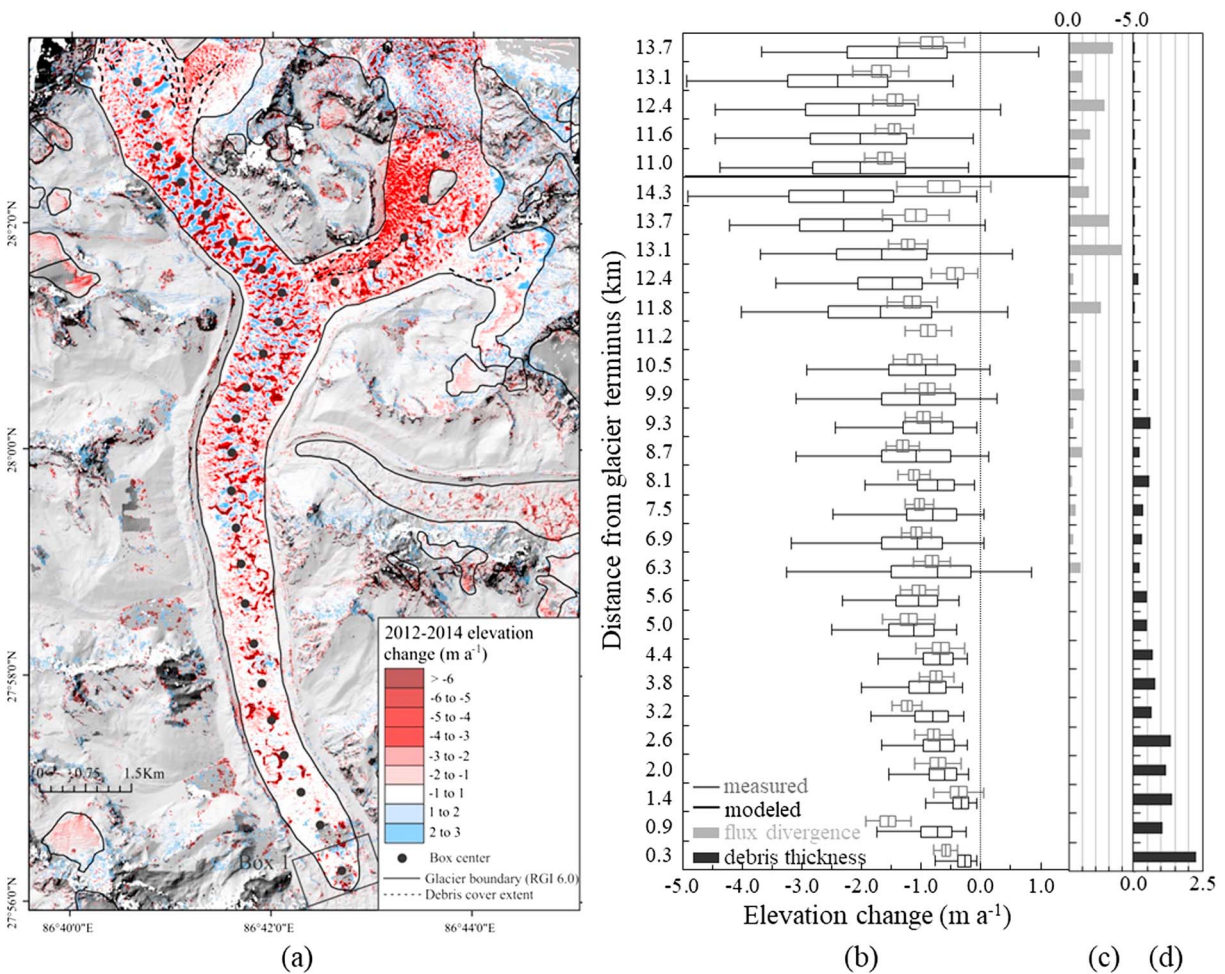 28°2'0"N
28°0'0"N
27°58'0"N
27°56'0"N
86°40'0"E
86°42'0"E
86°44'0"E
2012-2014 elevation
change (m a-1)
> -6
-6 to -5
-5 to -4
-4 to -3
-3 to -2
-2 to -1
-1 to 1
1 to 2
2 to 3
Box center
Glacier boundary (RGI 6.0)
Debris cover extent
0 0.75 1.5Km
Box 1
(a)
Distance from glacier terminus (km)
13.7
13.1
12.4
11.6
11.0
14.3
13.7
13.1
12.4
11.8
11.2
10.5
9.9
9.3
8.7
8.1
7.5
6.9
6.3
5.6
5.0
4.4
3.8
3.2
2.6
2.0
1.4
0.9
0.3
measured
modeled
flux divergence
debris thickness
-5.0 -4.0 -3.0 -2.0 -1.0 0.0 1.0
Elevation change (m a-1)
(b)
0.0 -5.0
(c)
0.0 2.5
(d)